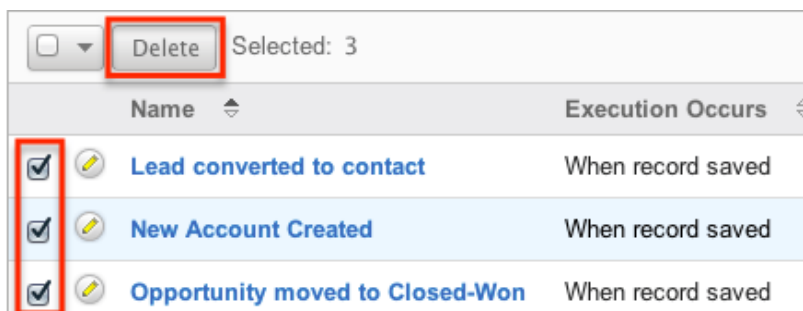 Delete Selected: 3
Name Execution Occurs
Lead converted to contact When record saved
New Account Created When record saved
Opportunity moved to Closed-Won When record saved